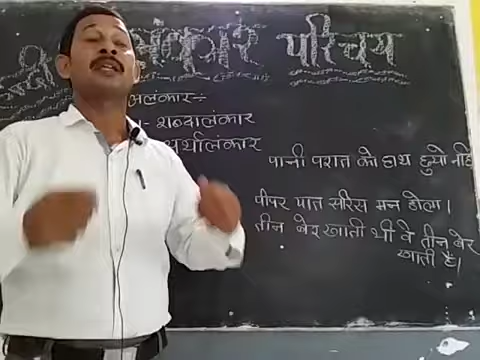 अलंकार परिचय
अलंकार :-
- शब्दालंकार
अर्थालंकार
पानी परात को हाथ छुयो नहि
पीपर पात सरिस मन डोला।
तीन बेर खाती थी वे तीन बेर
खाती है।